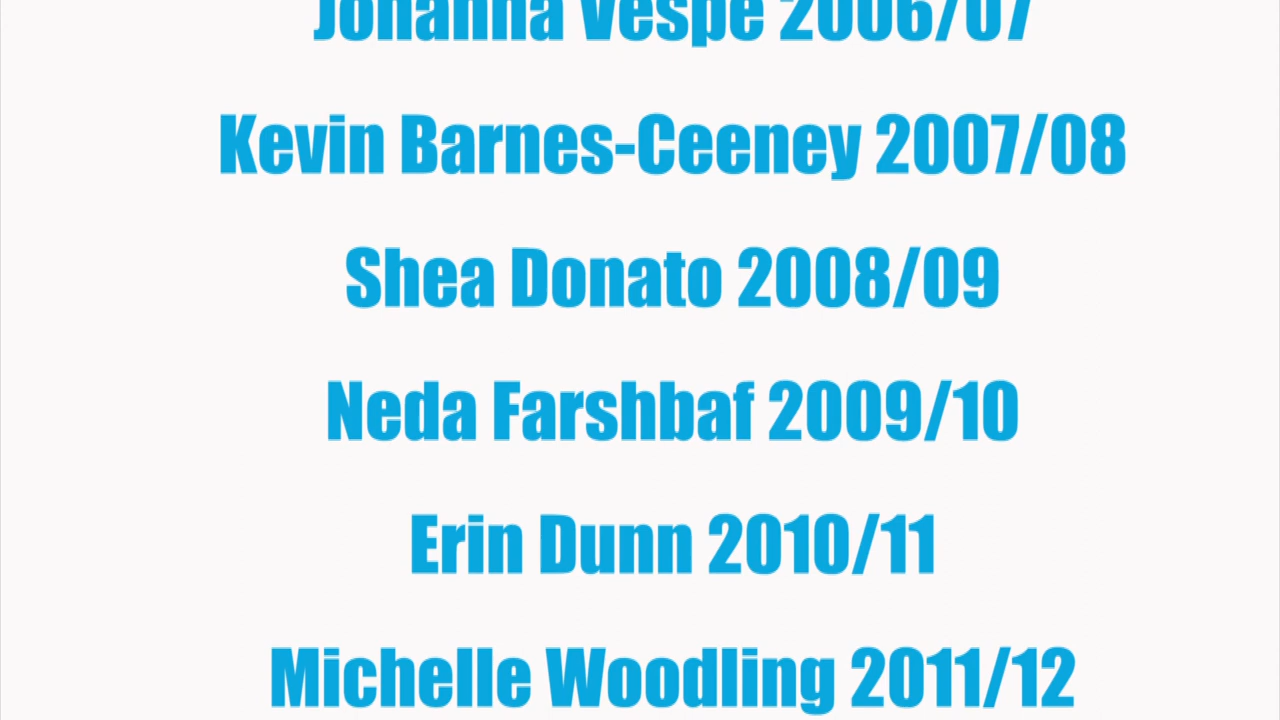 Johanna Vespe 2006/07
Kevin Barnes-Ceeney 2007/08
Shea Donato 2008/09
Neda Farshbaf 2009/10
Erin Dunn 2010/11
Michelle Woodling 2011/12